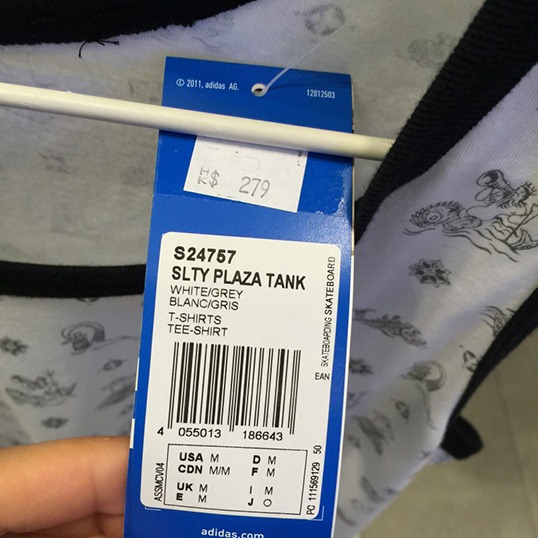 © 2011, adidas AG.
12012503
HK$ 279
S24757
SLTY PLAZA TANK
WHITE/GREY
BLANC/GRIS
T-SHIRTS
TEE-SHIRT
SKATEBOARDING SKATEBOARD
EAN
4 055013 186643
ASSMCV04
USA M D M
CDN M/M F M
UK M I M
E M J O
PO 111569129 50
adidas.com